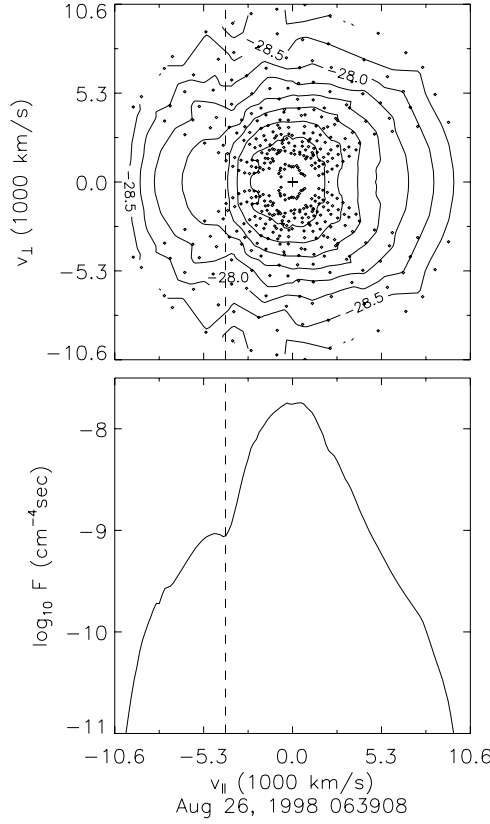 10.6
5.3
0.0
−5.3
−10.6
v⊥ (1000 km/s)
−28.5
−28.0
−28.5
−28.0
−28.5
−8
−9
−10
−11
log₁₀ F (cm⁻⁴sec)
−10.6 −5.3 0.0 5.3 10.6
v∥ (1000 km/s)
Aug 26, 1998 063908